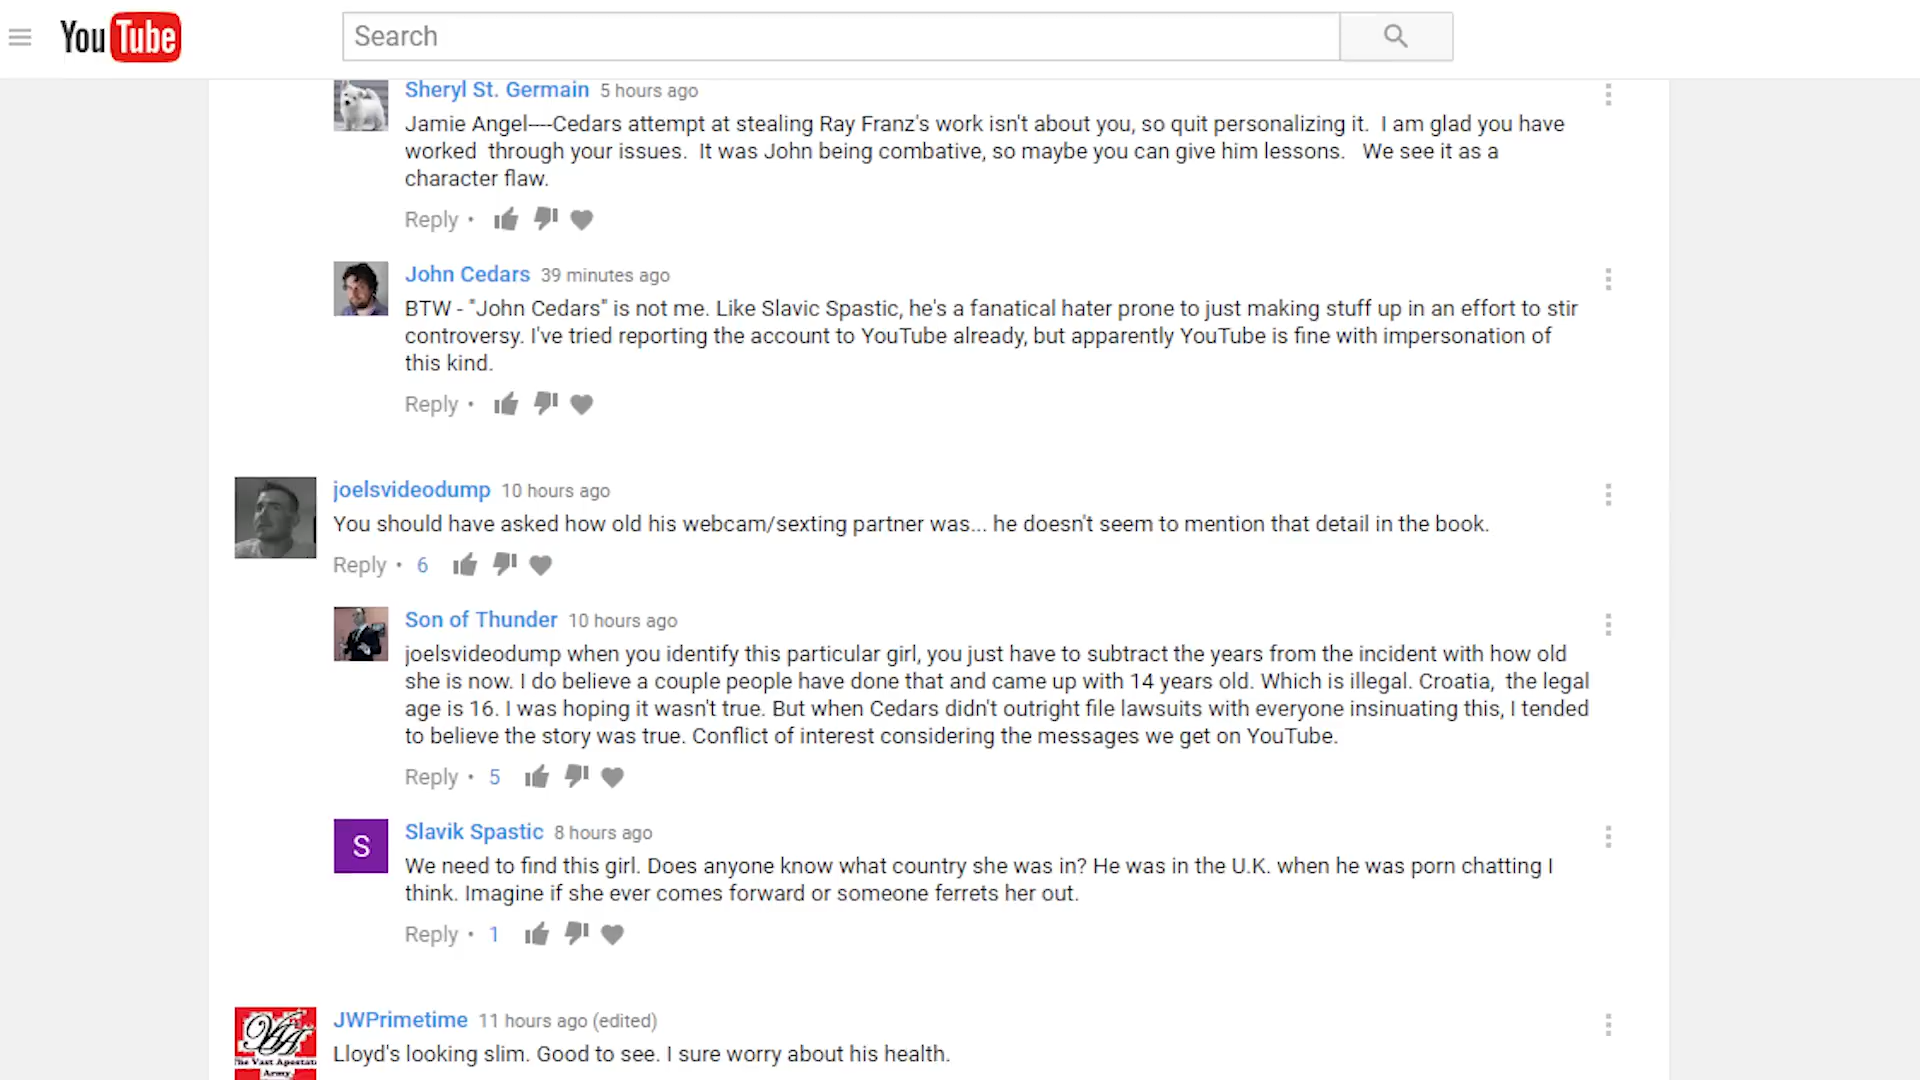 YouTube
Search
Sheryl St. Germain 5 hours ago
Jamie Angel----Cedars attempt at stealing Ray Franz's work isn't about you, so quit personalizing it.  I am glad you have
worked  through your issues.  It was John being combative, so maybe you can give him lessons.   We see it as a
character flaw.
Reply •
John Cedars 39 minutes ago
BTW - "John Cedars" is not me. Like Slavic Spastic, he's a fanatical hater prone to just making stuff up in an effort to stir
controversy. I've tried reporting the account to YouTube already, but apparently YouTube is fine with impersonation of
this kind.
Reply •
joelsvideodump 10 hours ago
You should have asked how old his webcam/sexting partner was... he doesn't seem to mention that detail in the book.
Reply • 6
Son of Thunder 10 hours ago
joelsvideodump when you identify this particular girl, you just have to subtract the years from the incident with how old
she is now. I do believe a couple people have done that and came up with 14 years old. Which is illegal. Croatia,  the legal
age is 16. I was hoping it wasn't true. But when Cedars didn't outright file lawsuits with everyone insinuating this, I tended
to believe the story was true. Conflict of interest considering the messages we get on YouTube.
Reply • 5
S
Slavik Spastic 8 hours ago
We need to find this girl. Does anyone know what country she was in? He was in the U.K. when he was porn chatting I
think. Imagine if she ever comes forward or someone ferrets her out.
Reply • 1
JWPrimetime 11 hours ago (edited)
Lloyd's looking slim. Good to see. I sure worry about his health.
VAA
The Vast Apostate
Army